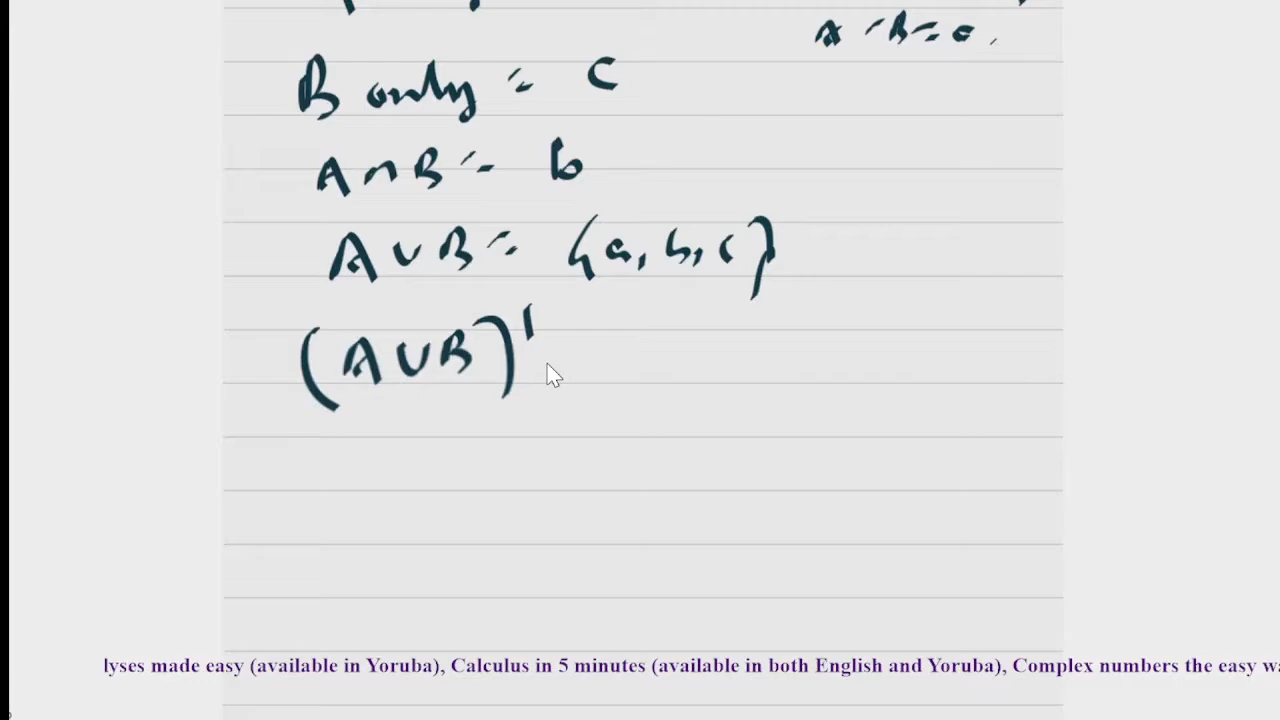 A - B = a,
B only = C
A ∩ B = b
A ∪ B = {a, b, c}
(A ∪ B)'
lyses made easy (available in Yoruba), Calculus in 5 minutes (available in both English and Yoruba), Complex numbers the easy wa